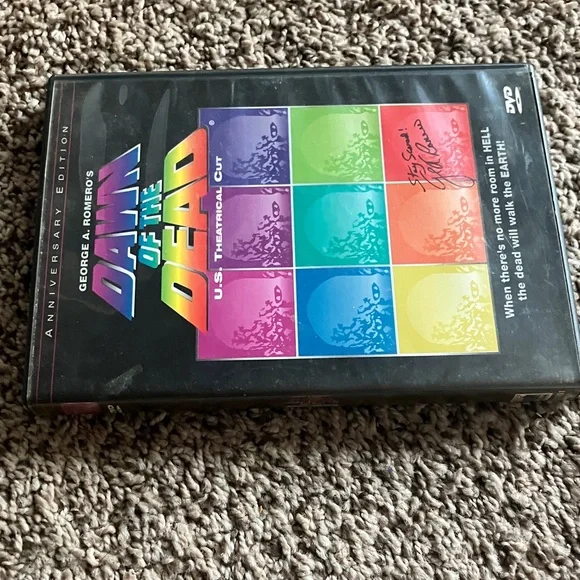 ANNIVERSARY EDITION
GEORGE A. ROMERO'S
DAWN
OF THE
DEAD®
U.S. THEATRICAL CUT
Stay Scared!
When there's no more room in HELL
the dead will walk the EARTH!
DVD